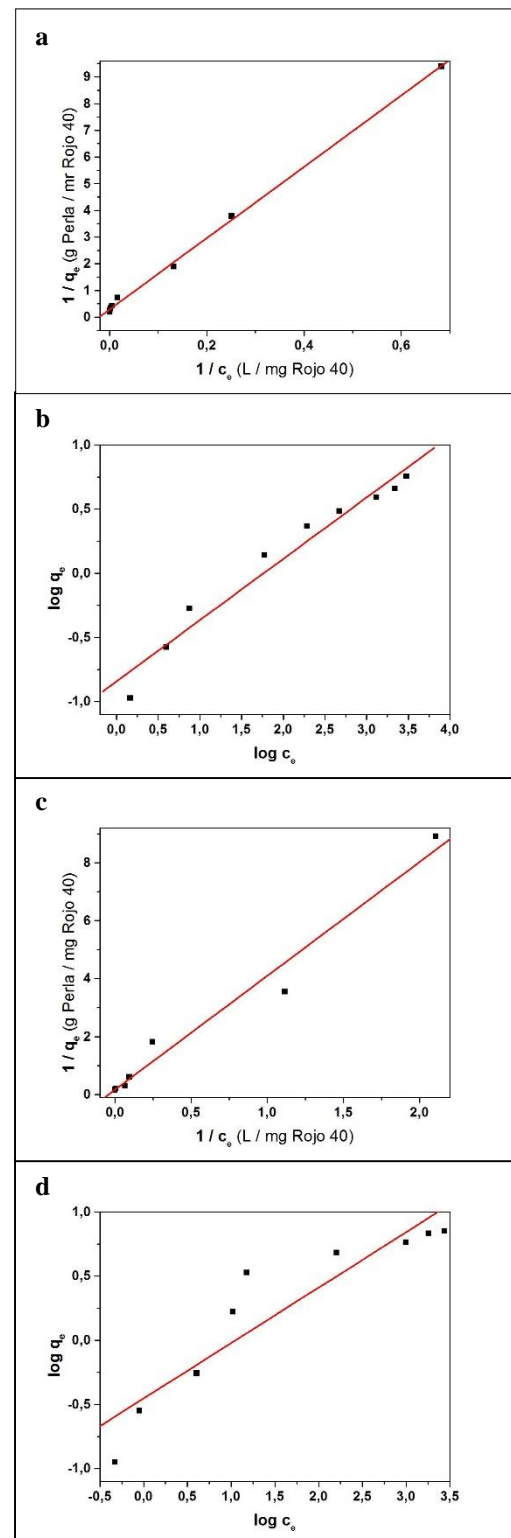 a
9
8
7
6
5
4
3
2
1
0
1 / qₑ (g Perla / mr Rojo 40)
0,0 0,2 0,4 0,6
1 / cₑ (L / mg Rojo 40)
b
1,0
0,5
0,0
-0,5
-1,0
log qₑ
0,0 0,5 1,0 1,5 2,0 2,5 3,0 3,5 4,0
log cₑ
c
8
6
4
2
0
1 / qₑ (g Perla / mg Rojo 40)
0,0 0,5 1,0 1,5 2,0
1 / cₑ (L / mg Rojo 40)
d
1,0
0,5
0,0
-0,5
-1,0
log qₑ
-0,5 0,0 0,5 1,0 1,5 2,0 2,5 3,0 3,5
log cₑ